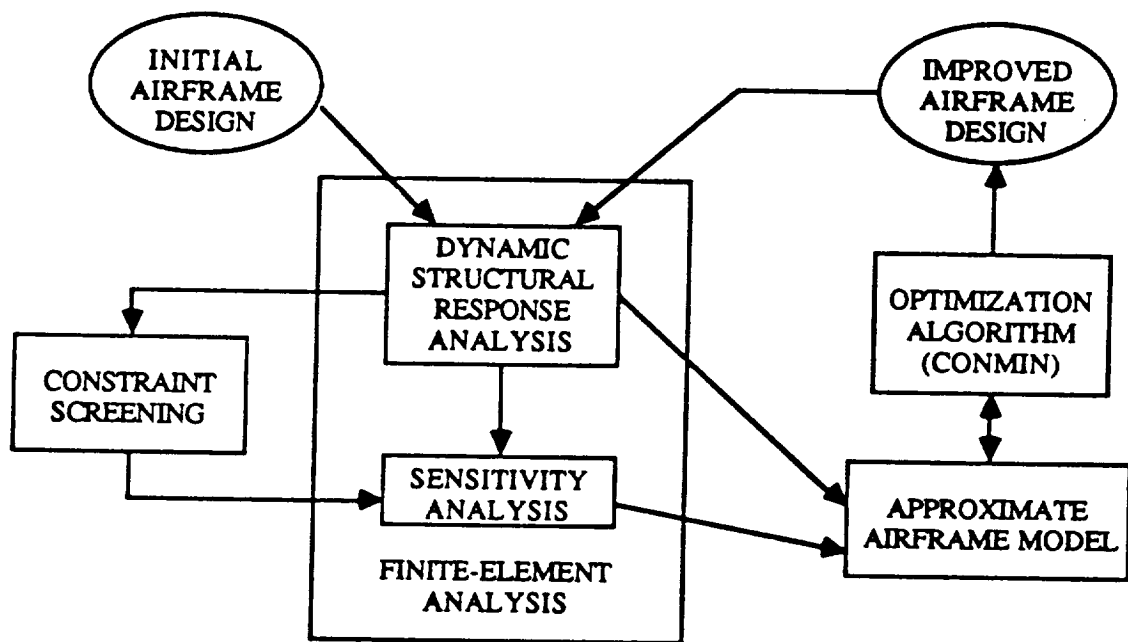 INITIAL
AIRFRAME
DESIGN
IMPROVED
AIRFRAME
DESIGN
DYNAMIC
STRUCTURAL
RESPONSE
ANALYSIS
OPTIMIZATION
ALGORITHM
(CONMIN)
CONSTRAINT
SCREENING
SENSITIVITY
ANALYSIS
APPROXIMATE
AIRFRAME MODEL
FINITE-ELEMENT
ANALYSIS